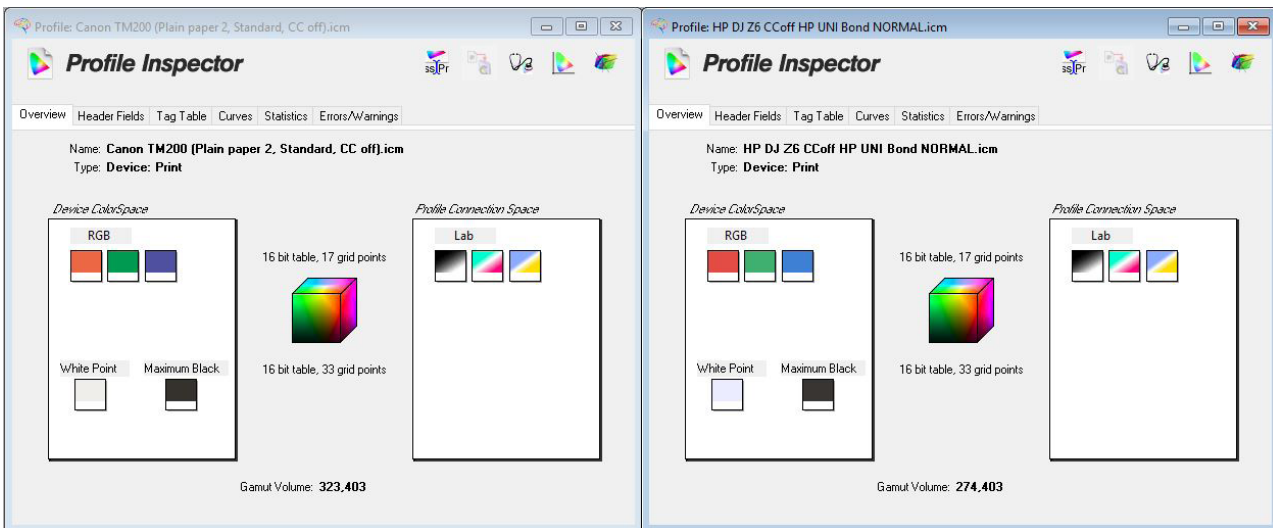 Profile: Canon TM200 (Plain paper 2, Standard, CC off).icm
Profile Inspector
ss Pr
Overview Header Fields Tag Table Curves Statistics Errors/Warnings
Name: Canon TM200 (Plain paper 2, Standard, CC off).icm
Type: Device: Print
Device ColorSpace
Profile Connection Space
RGB
Lab
16 bit table, 17 grid points
White Point Maximum Black
16 bit table, 33 grid points
Gamut Volume: 323,403
Profile: HP DJ Z6 CCoff HP UNI Bond NORMAL.icm
Profile Inspector
ss Pr
Overview Header Fields Tag Table Curves Statistics Errors/Warnings
Name: HP DJ Z6 CCoff HP UNI Bond NORMAL.icm
Type: Device: Print
Device ColorSpace
Profile Connection Space
RGB
Lab
16 bit table, 17 grid points
White Point Maximum Black
16 bit table, 33 grid points
Gamut Volume: 274,403